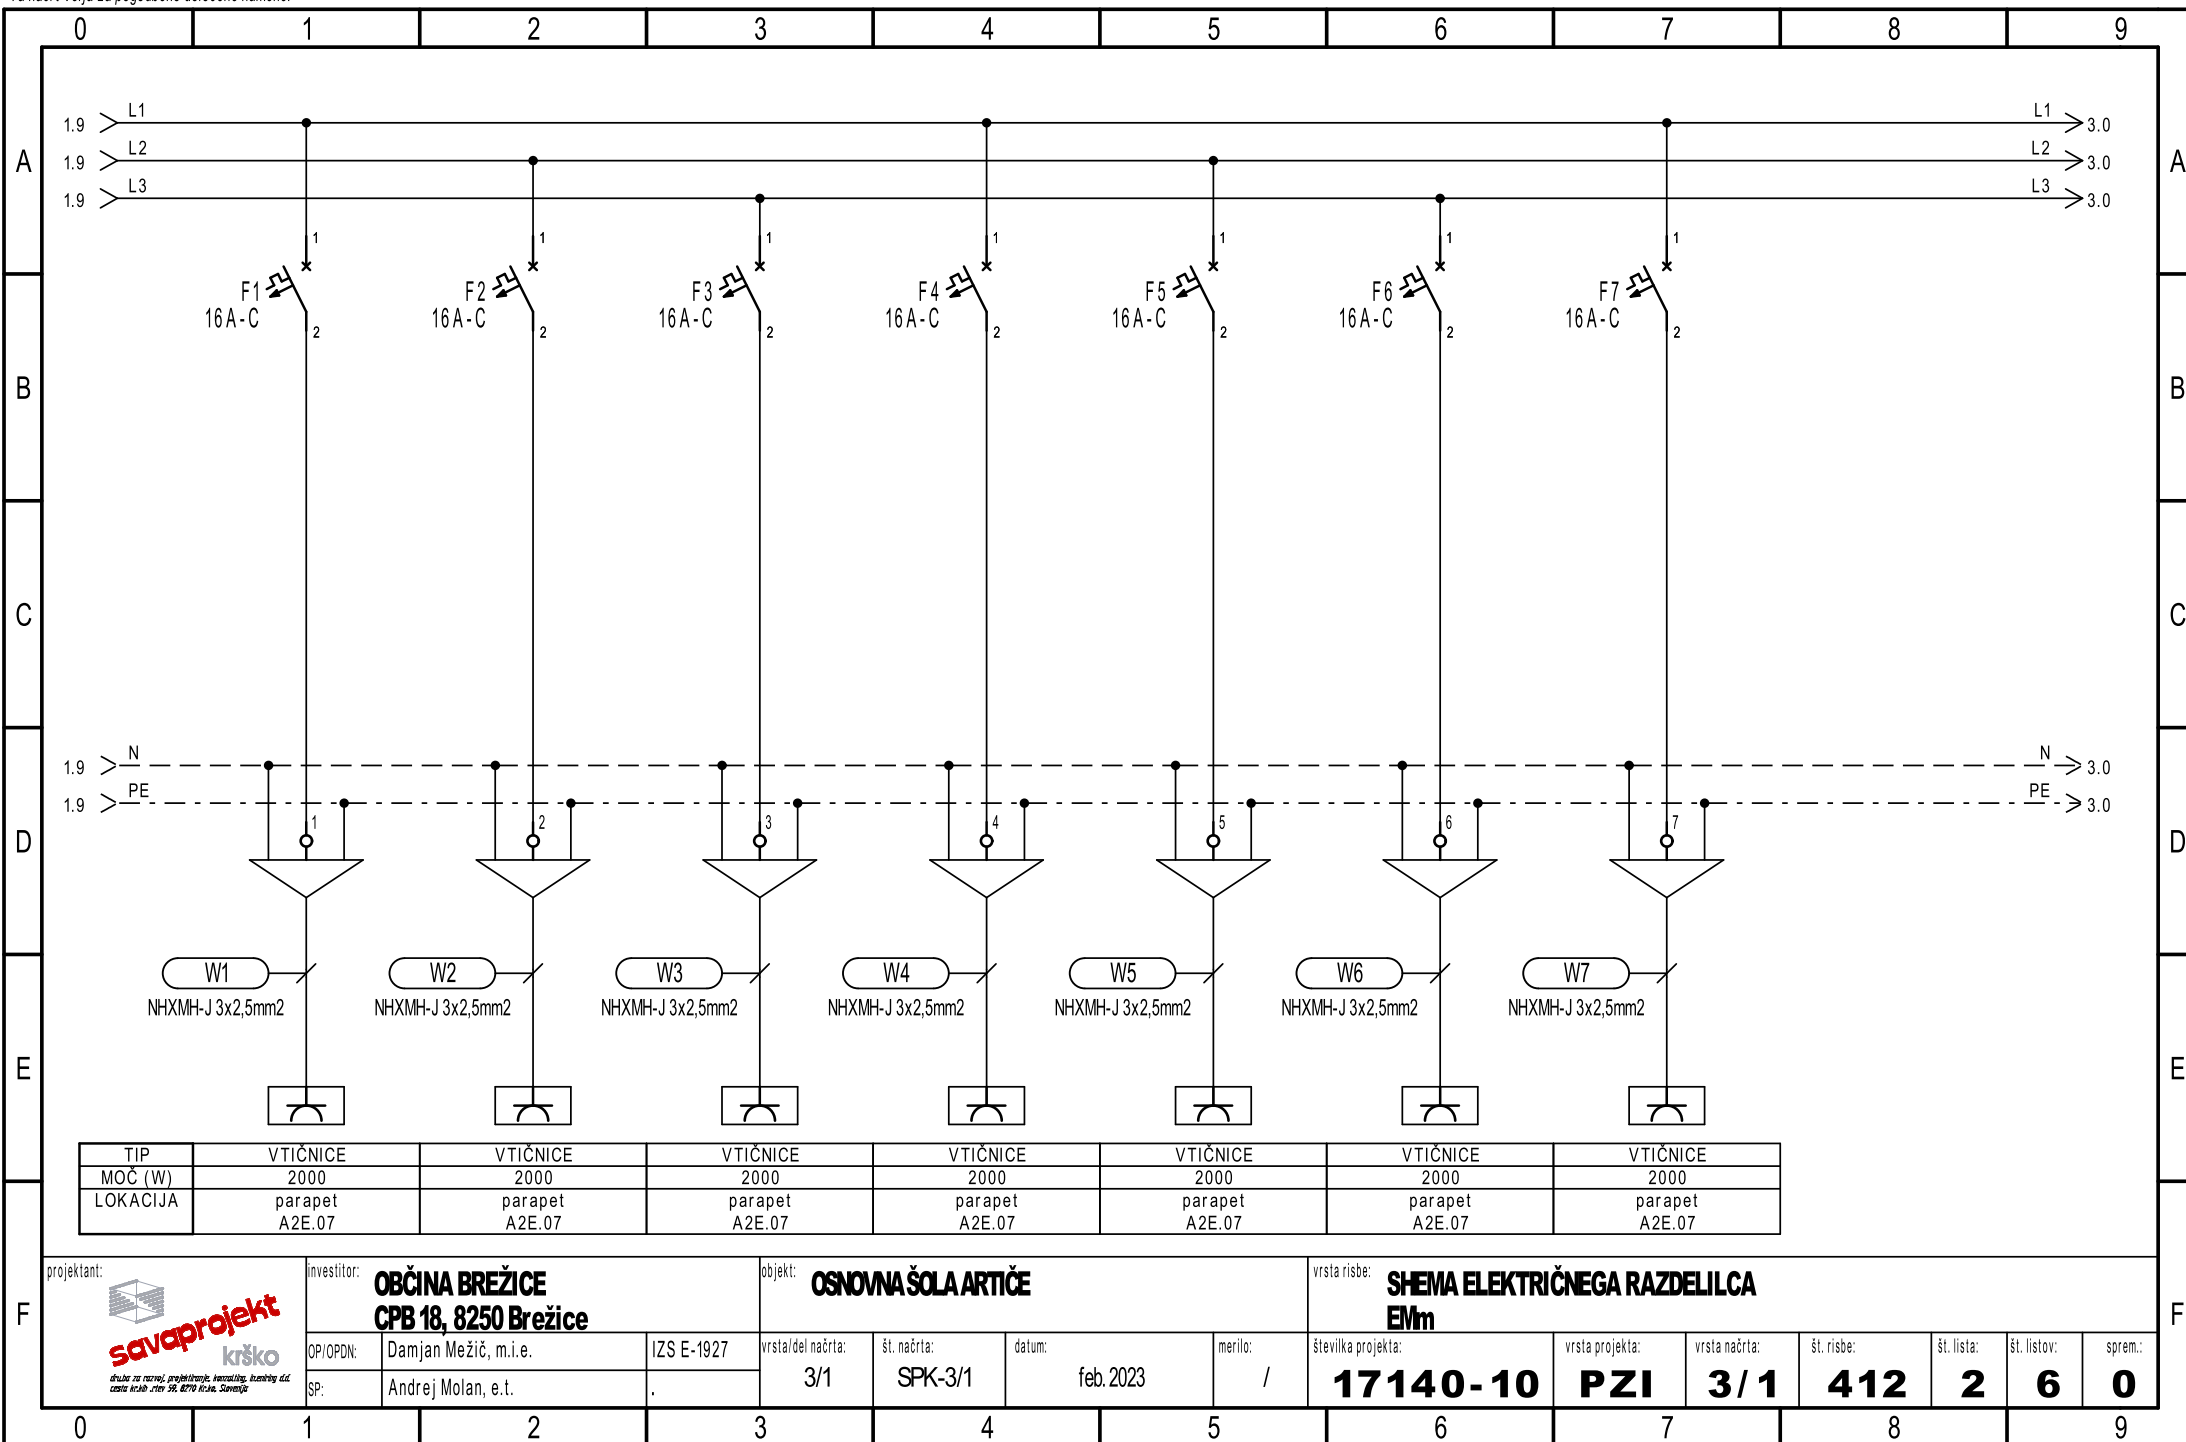 0 1 2 3 4 5 6 7 8 9
1.9 L1 L1 3.0
A 1.9 L2 L2 3.0 A
1.9 L3 L3 3.0
1 1 1 1 1 1 1
F1 F2 F3 F4 F5 F6 F7
16A-C 16A-C 16A-C 16A-C 16A-C 16A-C 16A-C
2 2 2 2 2 2 2
B B
C C
1.9 N N 3.0
1.9 PE PE 3.0
1 2 3 4 5 6 7
D D
W1 W2 W3 W4 W5 W6 W7
NHXMH-J 3x2,5mm2 NHXMH-J 3x2,5mm2 NHXMH-J 3x2,5mm2 NHXMH-J 3x2,5mm2 NHXMH-J 3x2,5mm2 NHXMH-J 3x2,5mm2 NHXMH-J 3x2,5mm2
E E
TIP VTIČNICE VTIČNICE VTIČNICE VTIČNICE VTIČNICE VTIČNICE VTIČNICE
MOČ (W) 2000 2000 2000 2000 2000 2000 2000
LOKACIJA parapet parapet parapet parapet parapet parapet parapet
A2E.07 A2E.07 A2E.07 A2E.07 A2E.07 A2E.07 A2E.07
F F
projektant:
savaprojekt
krško
investitor: OBČINA BREŽICE
CPB 18, 8250 Brežice
OP/OPDN: Damjan Mežič, m.i.e. IZS E-1927
SP: Andrej Molan, e.t. .
objekt: OSNOVNA ŠOLA ARTIČE
vrsta/del načrta: št. načrta: datum: merilo:
3/1 SPK-3/1 feb. 2023 /
vrsta risbe: SHEMA ELEKTRIČNEGA RAZDELILCA
EMm
številka projekta: vrsta projekta: vrsta načrta: št. risbe: št. lista: št. listov: sprem.:
17140-10 PZI 3/1 412 2 6 0
0 1 2 3 4 5 6 7 8 9